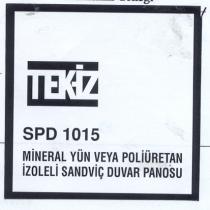 TEKİZ
SPD 1015
MİNERAL YÜN VEYA POLİÜRETAN
İZOLELİ SANDVİÇ DUVAR PANOSU